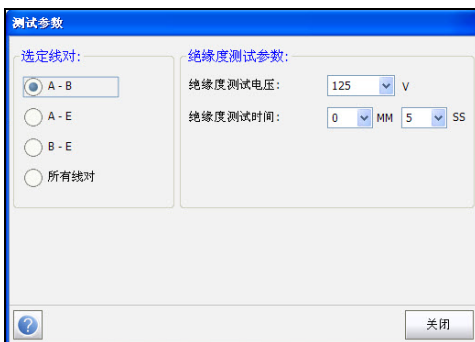 测试参数
选定线对:
A - B
A - E
B - E
所有线对
绝缘度测试参数:
绝缘度测试电压: 125 V
绝缘度测试时间: 0 MM 5 SS
?
关闭